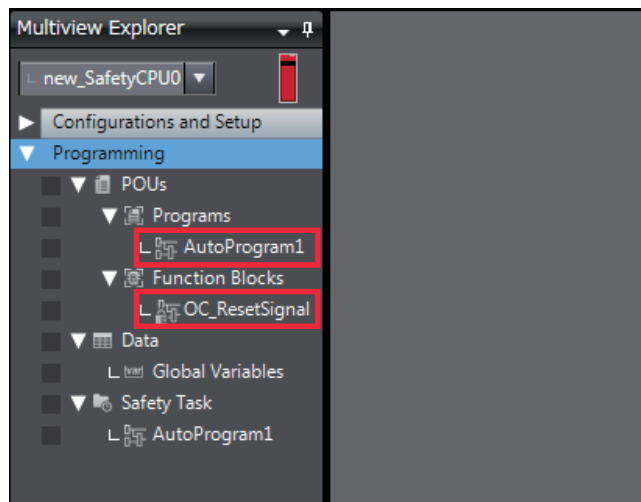 Multiview Explorer
new_SafetyCPU0
Configurations and Setup
Programming
POUs
Programs
AutoProgram1
Function Blocks
OC_ResetSignal
Data
Global Variables
Safety Task
AutoProgram1